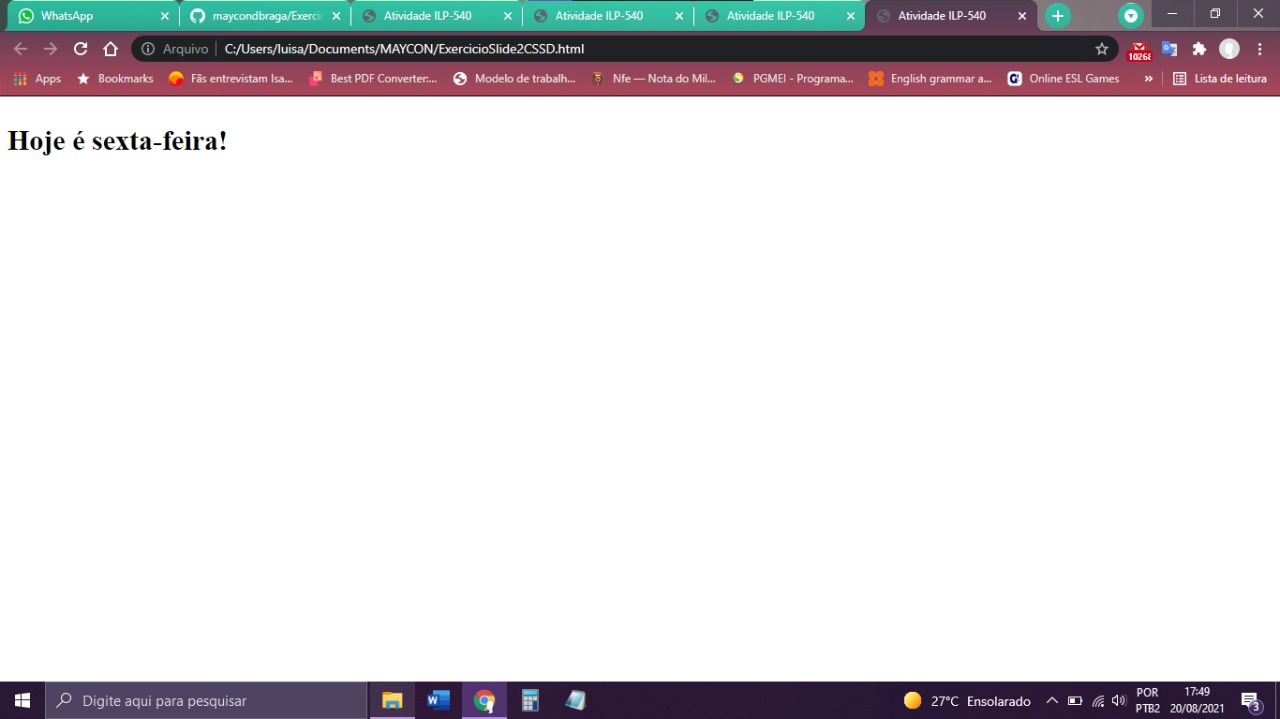 WhatsApp
maycondbraga/Exerci
Atividade ILP-540
Atividade ILP-540
Atividade ILP-540
Atividade ILP-540
Arquivo
C:/Users/luisa/Documents/MAYCON/ExercicioSlide2CSSD.html
10268
Apps
Bookmarks
Fãs entrevistam Isa...
Best PDF Converter:...
Modelo de trabalh...
Nfe — Nota do Mil...
PGMEI - Programa...
English grammar a...
Online ESL Games
»
Lista de leitura
Hoje é sexta-feira!
Digite aqui para pesquisar
27°C Ensolarado
POR
PTB2
17:49
20/08/2021
3